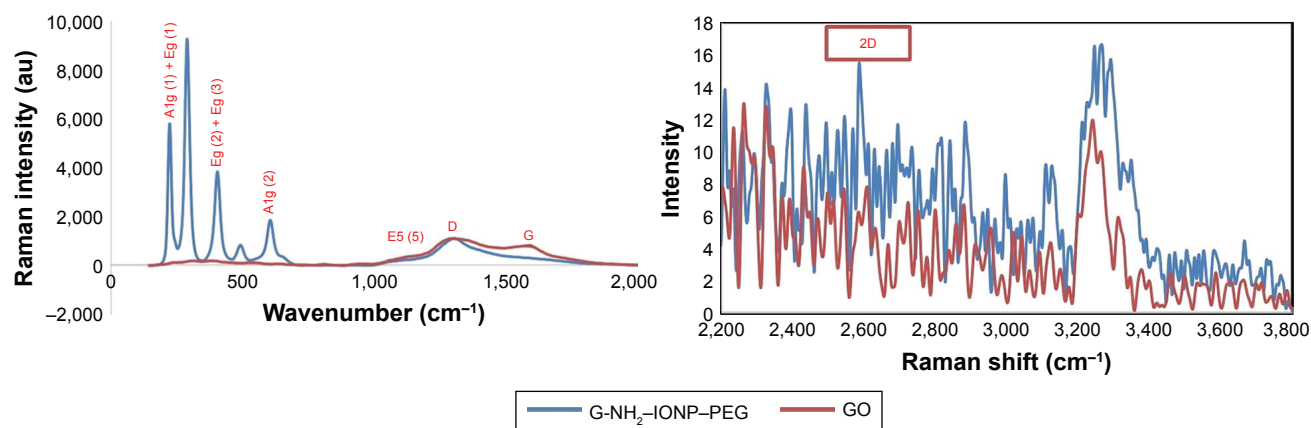 10,000
8,000
6,000
4,000
2,000
0
–2,000
Raman intensity (au)
A1g (1) + Eg (1)
Eg (2) + Eg (3)
A1g (2)
E5 (5)
D
G
0
500
1,000
1,500
2,000
Wavenumber (cm⁻¹)
18
16
14
12
10
8
6
4
2
0
Intensity
2D
2,200
2,400
2,600
2,800
3,000
3,200
3,400
3,600
3,800
Raman shift (cm⁻¹)
G-NH₂–IONP–PEG
GO